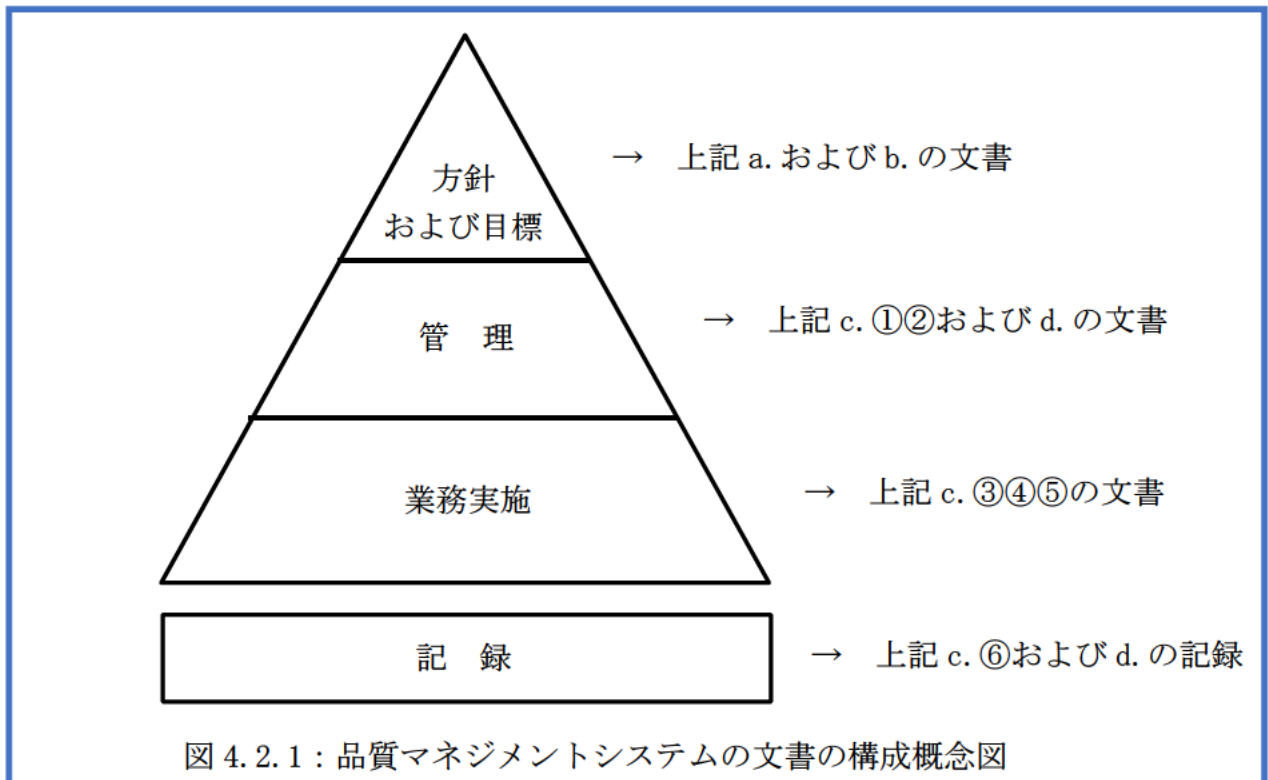 方針
および目標
→ 上記 a. および b. の文書
管 理
→ 上記 c. ①②および d. の文書
業務実施
→ 上記 c. ③④⑤の文書
記 録
→ 上記 c. ⑥および d. の記録
図 4.2.1：品質マネジメントシステムの文書の構成概念図